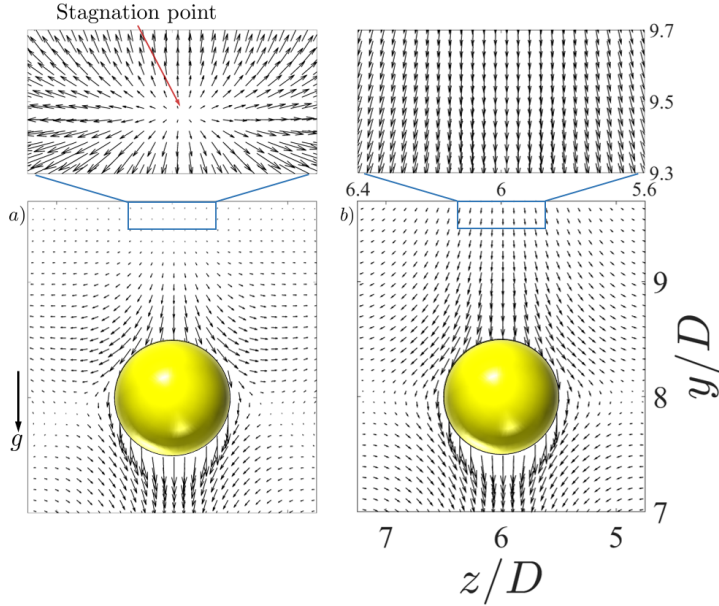 Stagnation point
9.7
9.5
9.3
6.4 6 5.6
a)
b)
9
8
7
y/D
g
7 6 5
z/D